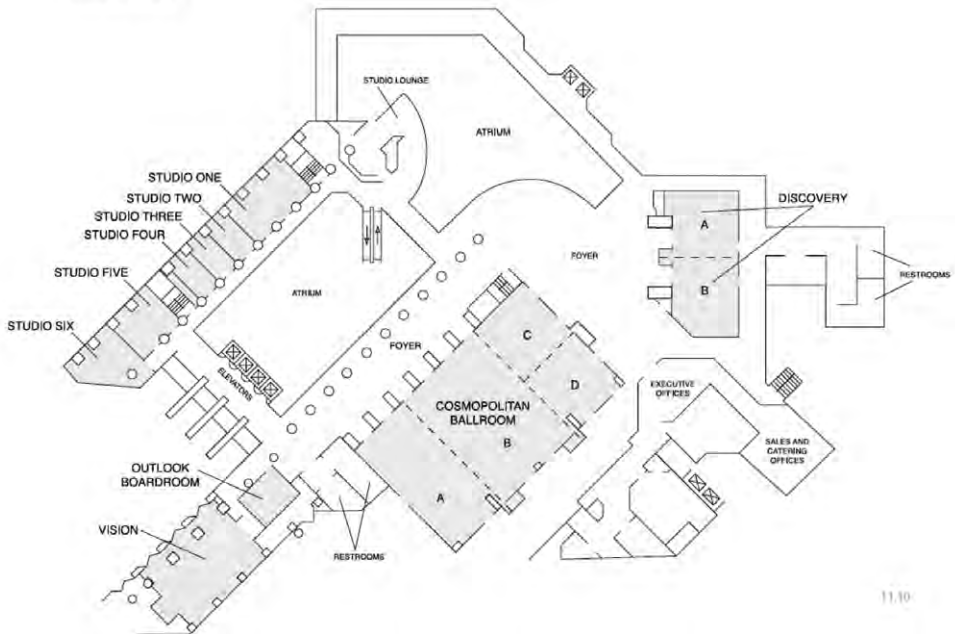 STUDIO LOUNGE
ATRIUM
STUDIO ONE
STUDIO TWO
STUDIO THREE
STUDIO FOUR
STUDIO FIVE
STUDIO SIX
DISCOVERY
A
B
RESTROOMS
FOYER
ATRIUM
FOYER
ELEVATORS
C
D
COSMOPOLITAN
BALLROOM
B
A
EXECUTIVE
OFFICES
SALES AND
CATERING
OFFICES
OUTLOOK
BOARDROOM
VISION
RESTROOMS
11.10